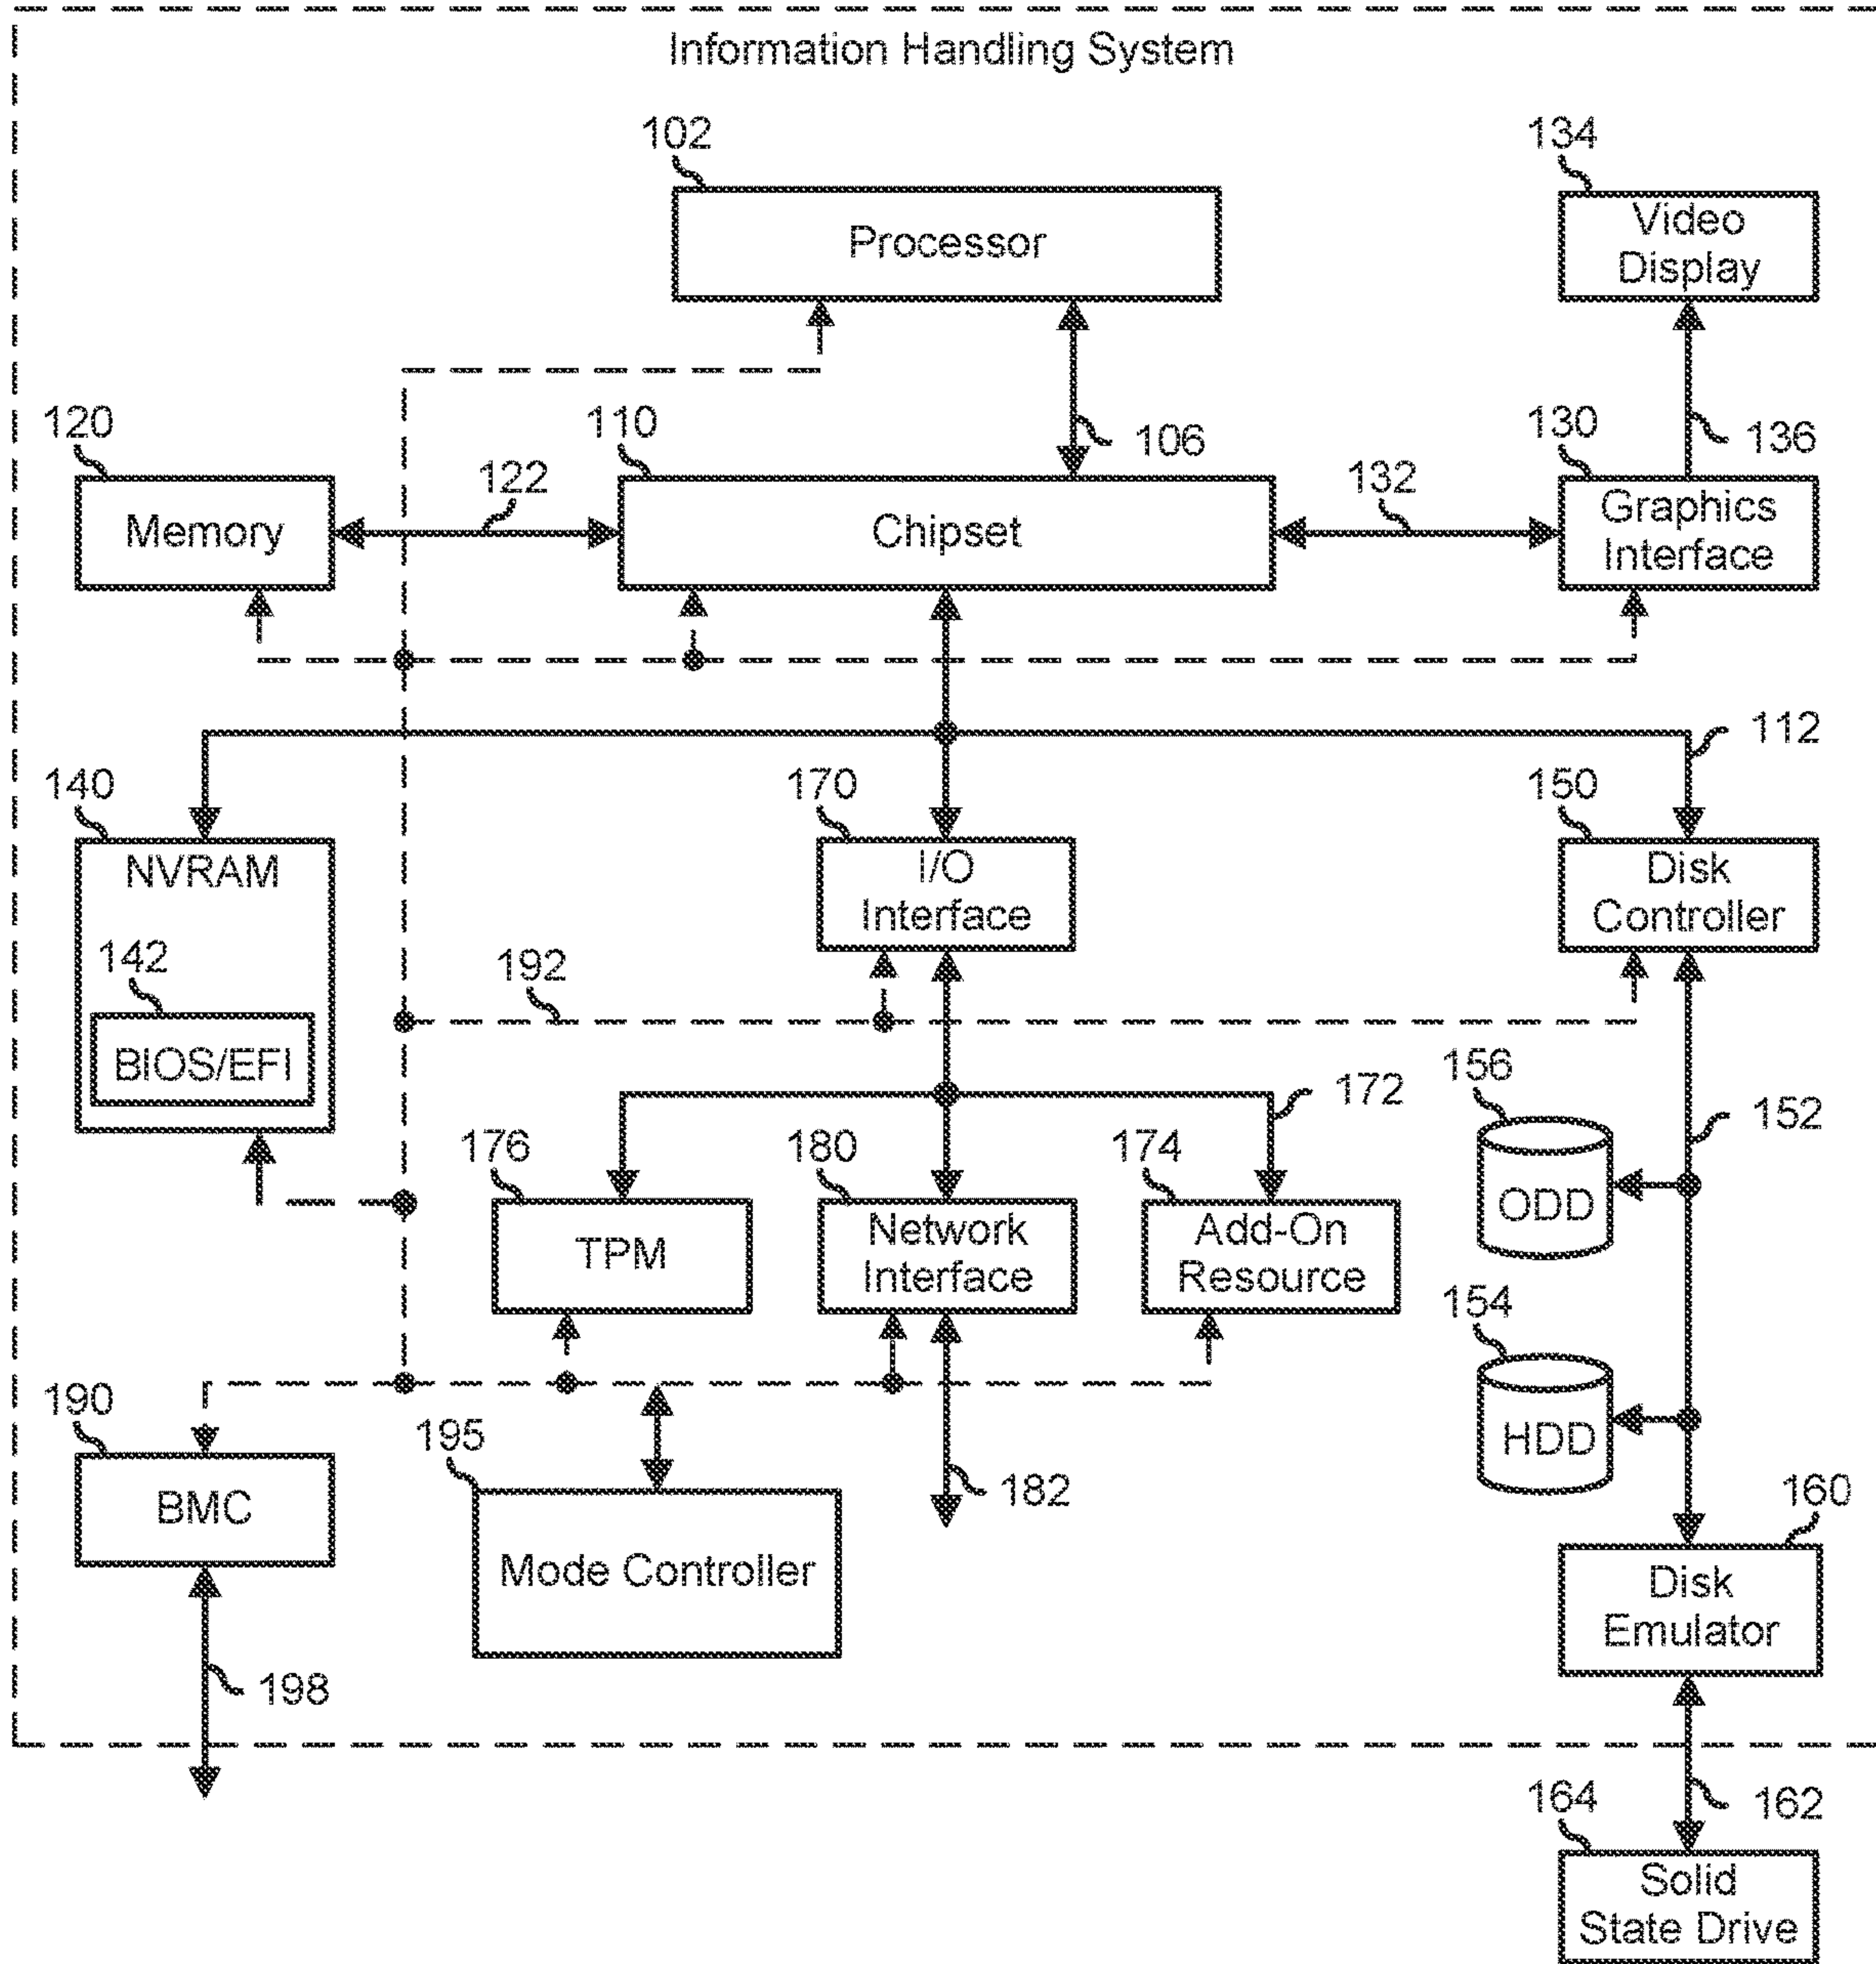 Information Handling System
102
134
Processor
Video
Display
120
110
106
130
136
122
132
Memory
Chipset
Graphics
Interface
112
140
170
150
NVRAM
I/O
Interface
Disk
Controller
142
192
BIOS/EFI
156
172
152
176
180
174
ODD
TPM
Network
Interface
Add-On
Resource
154
190
195
HDD
182
BMC
160
Mode Controller
Disk
Emulator
198
164
162
Solid
State Drive